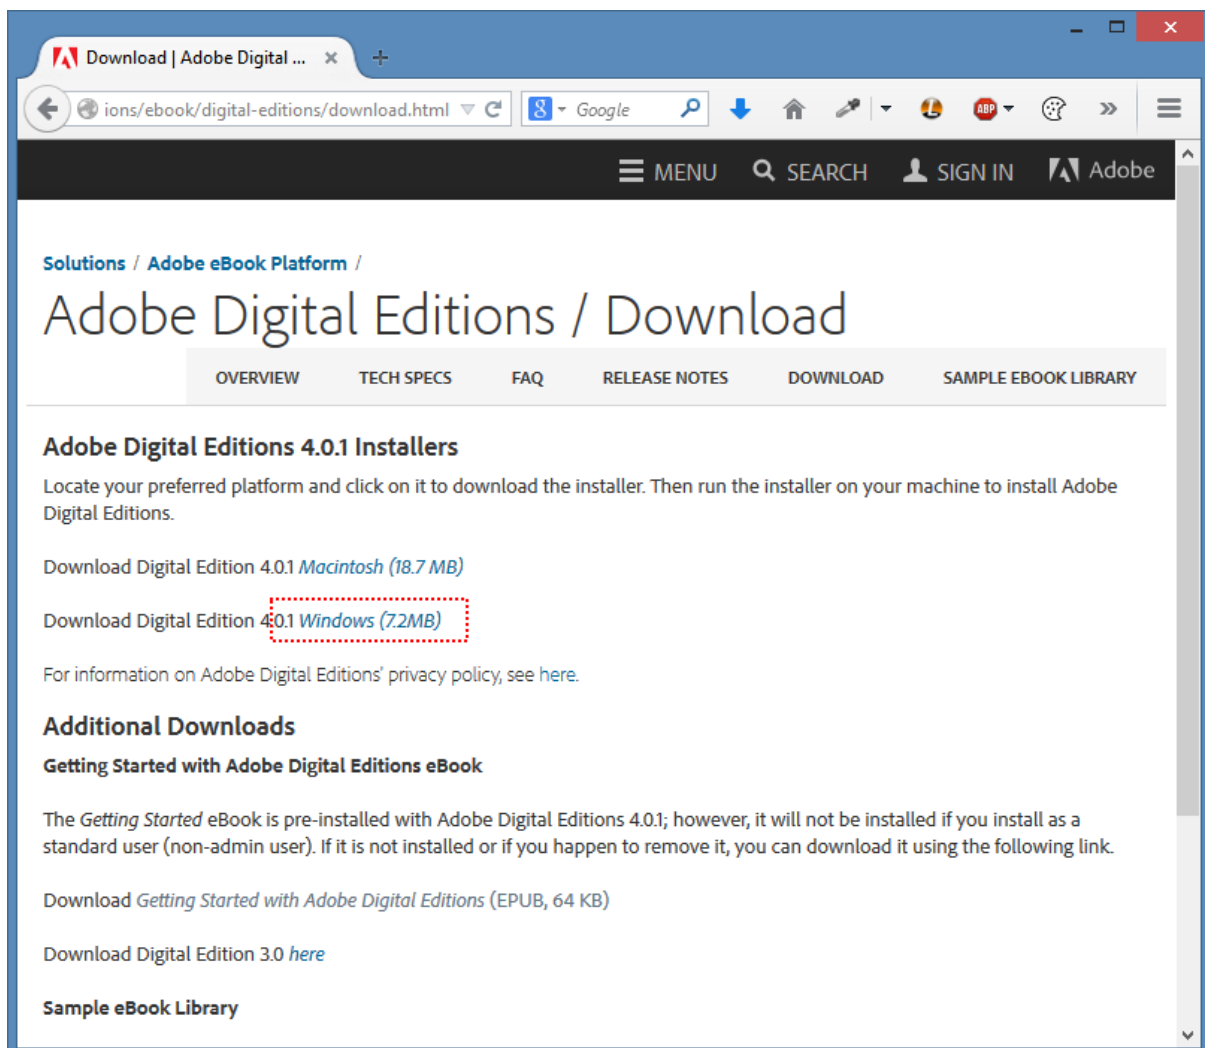 Download | Adobe Digital ...
ions/ebook/digital-editions/download.html
Google
ABP
MENU SEARCH SIGN IN Adobe
Solutions / Adobe eBook Platform /
Adobe Digital Editions / Download
OVERVIEW TECH SPECS FAQ RELEASE NOTES DOWNLOAD SAMPLE EBOOK LIBRARY
Adobe Digital Editions 4.0.1 Installers
Locate your preferred platform and click on it to download the installer. Then run the installer on your machine to install Adobe
Digital Editions.
Download Digital Edition 4.0.1 Macintosh (18.7 MB)
Download Digital Edition 4.0.1 Windows (7.2MB)
For information on Adobe Digital Editions' privacy policy, see here.
Additional Downloads
Getting Started with Adobe Digital Editions eBook
The Getting Started eBook is pre-installed with Adobe Digital Editions 4.0.1; however, it will not be installed if you install as a
standard user (non-admin user). If it is not installed or if you happen to remove it, you can download it using the following link.
Download Getting Started with Adobe Digital Editions (EPUB, 64 KB)
Download Digital Edition 3.0 here
Sample eBook Library